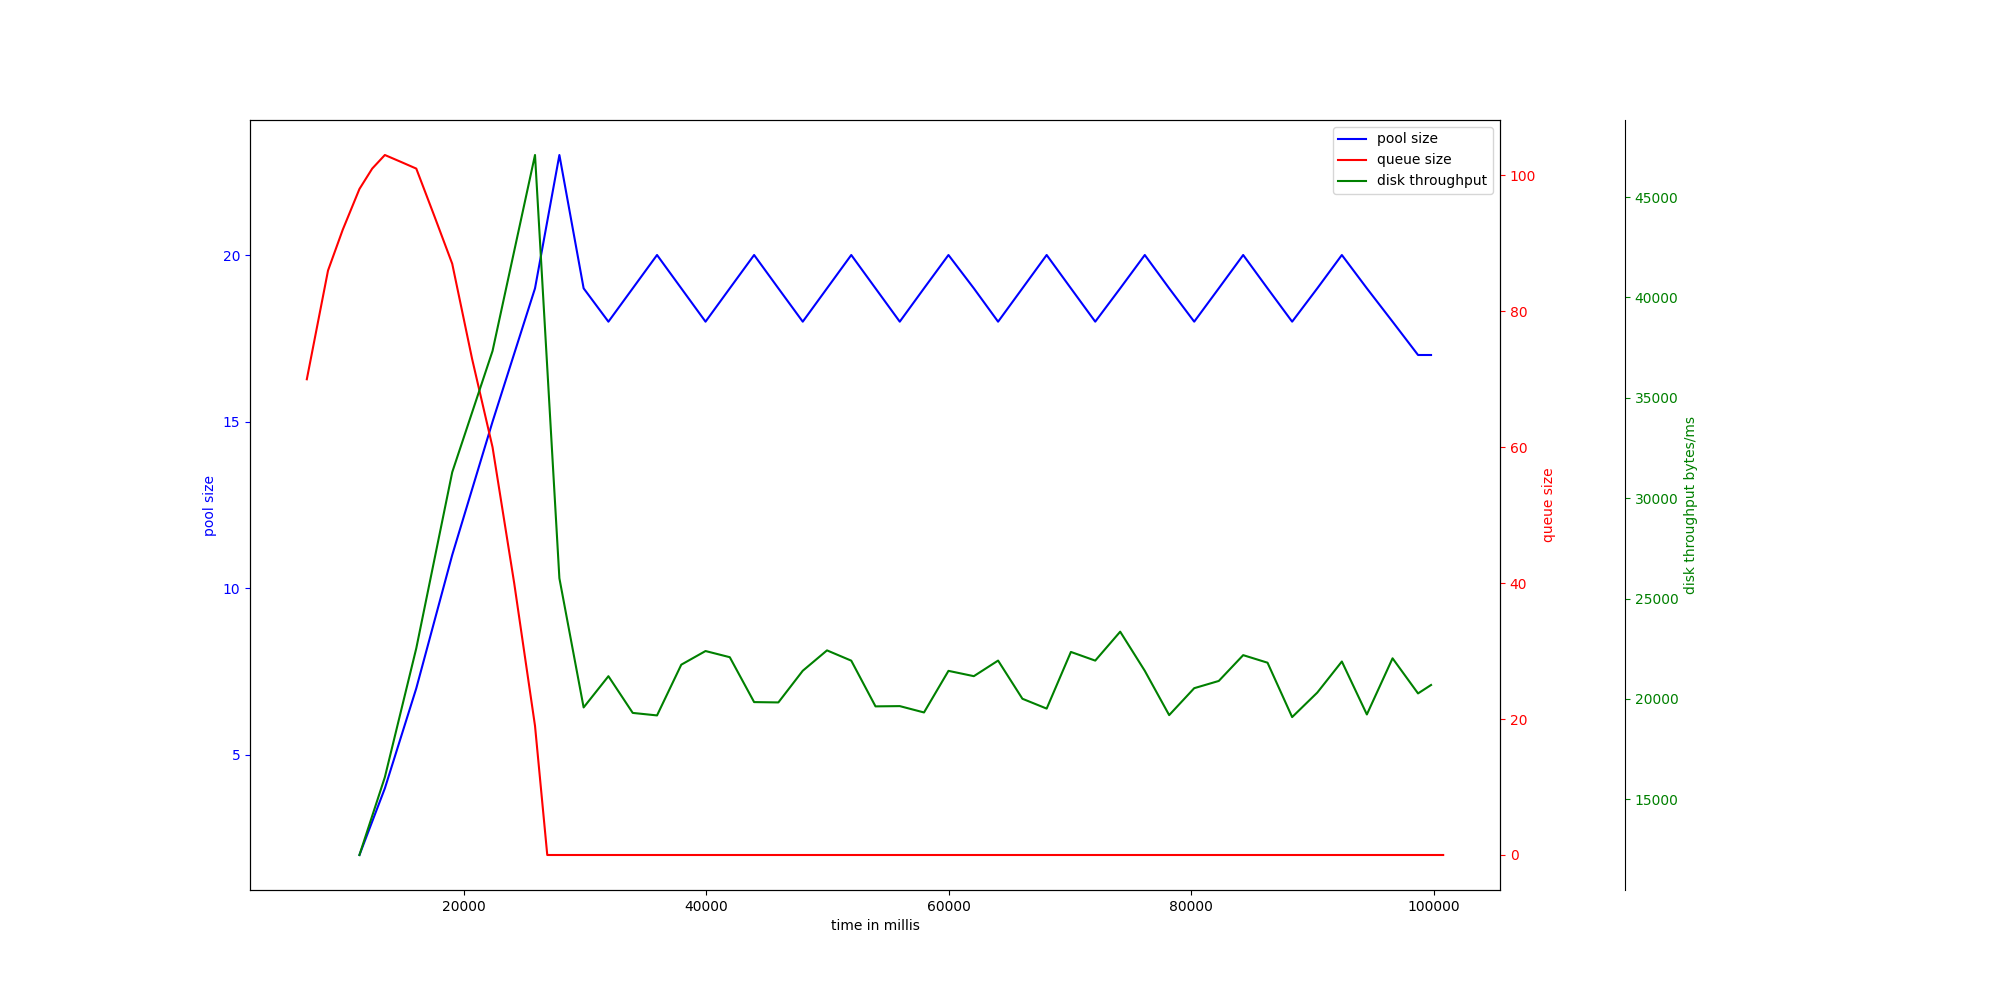 pool size
queue size
disk throughput
20
15
10
5
pool size
100
80
60
40
20
0
queue size
45000
40000
35000
30000
25000
20000
15000
disk throughput bytes/ms
20000 40000 60000 80000 100000
time in millis